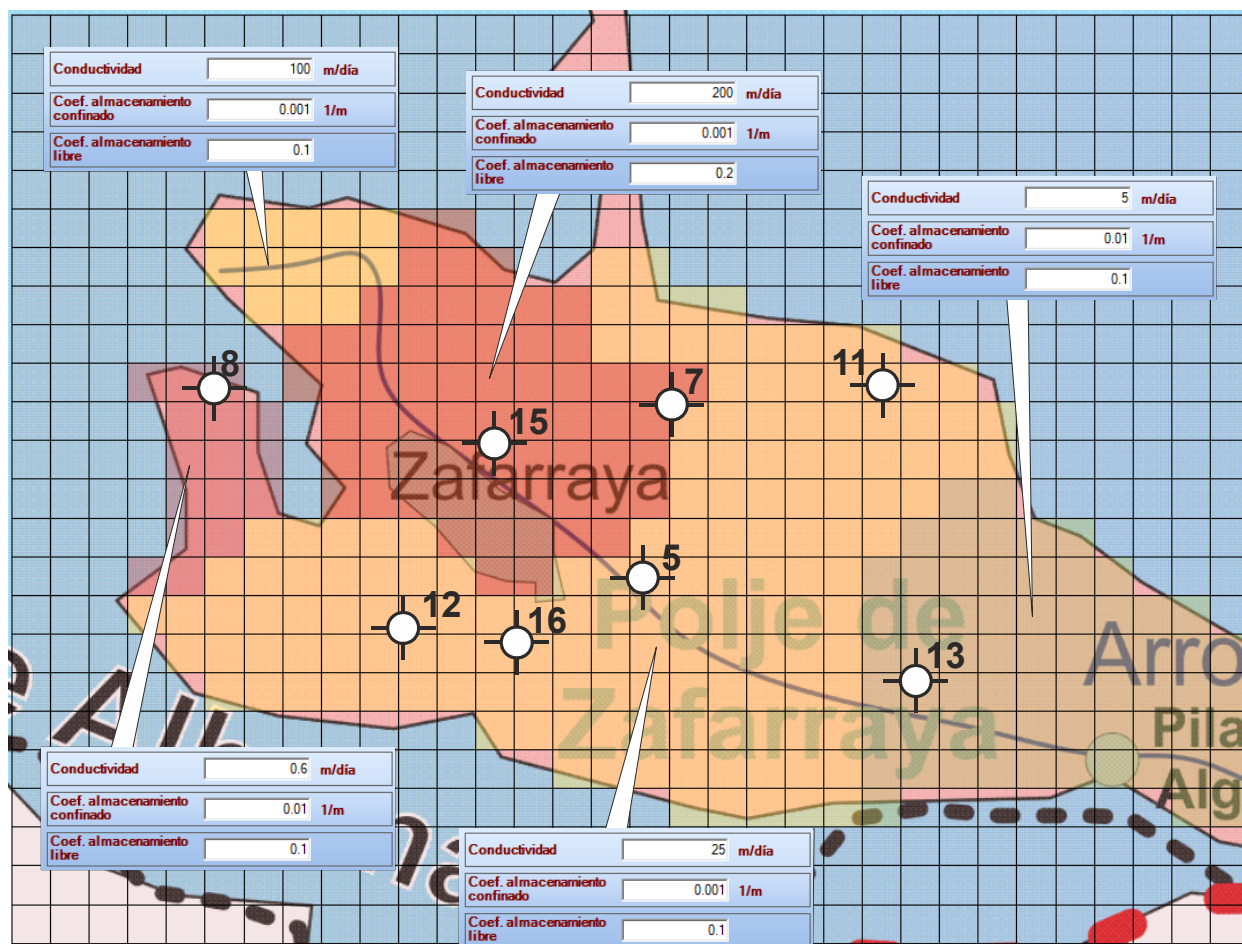 Conductividad 100 m/día
Coef. almacenamiento
confinado 0.001 1/m
Coef. almacenamiento
libre 0.1
Conductividad 200 m/día
Coef. almacenamiento
confinado 0.001 1/m
Coef. almacenamiento
libre 0.2
Conductividad 5 m/día
Coef. almacenamiento
confinado 0.01 1/m
Coef. almacenamiento
libre 0.1
8
7
11
15
Zafarraya
5
12
16
13
Polje de
Zafarraya
Arro
Pila
Alg
e Alh
Conductividad 0.6 m/día
Coef. almacenamiento
confinado 0.01 1/m
Coef. almacenamiento
libre 0.1
Conductividad 25 m/día
Coef. almacenamiento
confinado 0.001 1/m
Coef. almacenamiento
libre 0.1